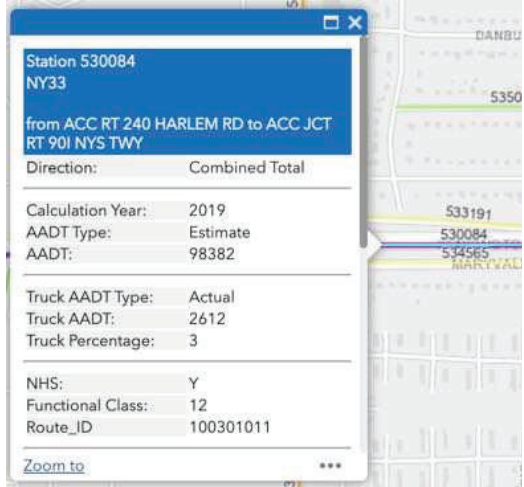 Station 530084
NY33
from ACC RT 240 HARLEM RD to ACC JCT
RT 90I NYS TWY
Direction: Combined Total
Calculation Year: 2019
AADT Type: Estimate
AADT: 98382
Truck AADT Type: Actual
Truck AADT: 2612
Truck Percentage: 3
NHS: Y
Functional Class: 12
Route_ID 100301011
Zoom to
DANBU
5350
533191
530084
534565